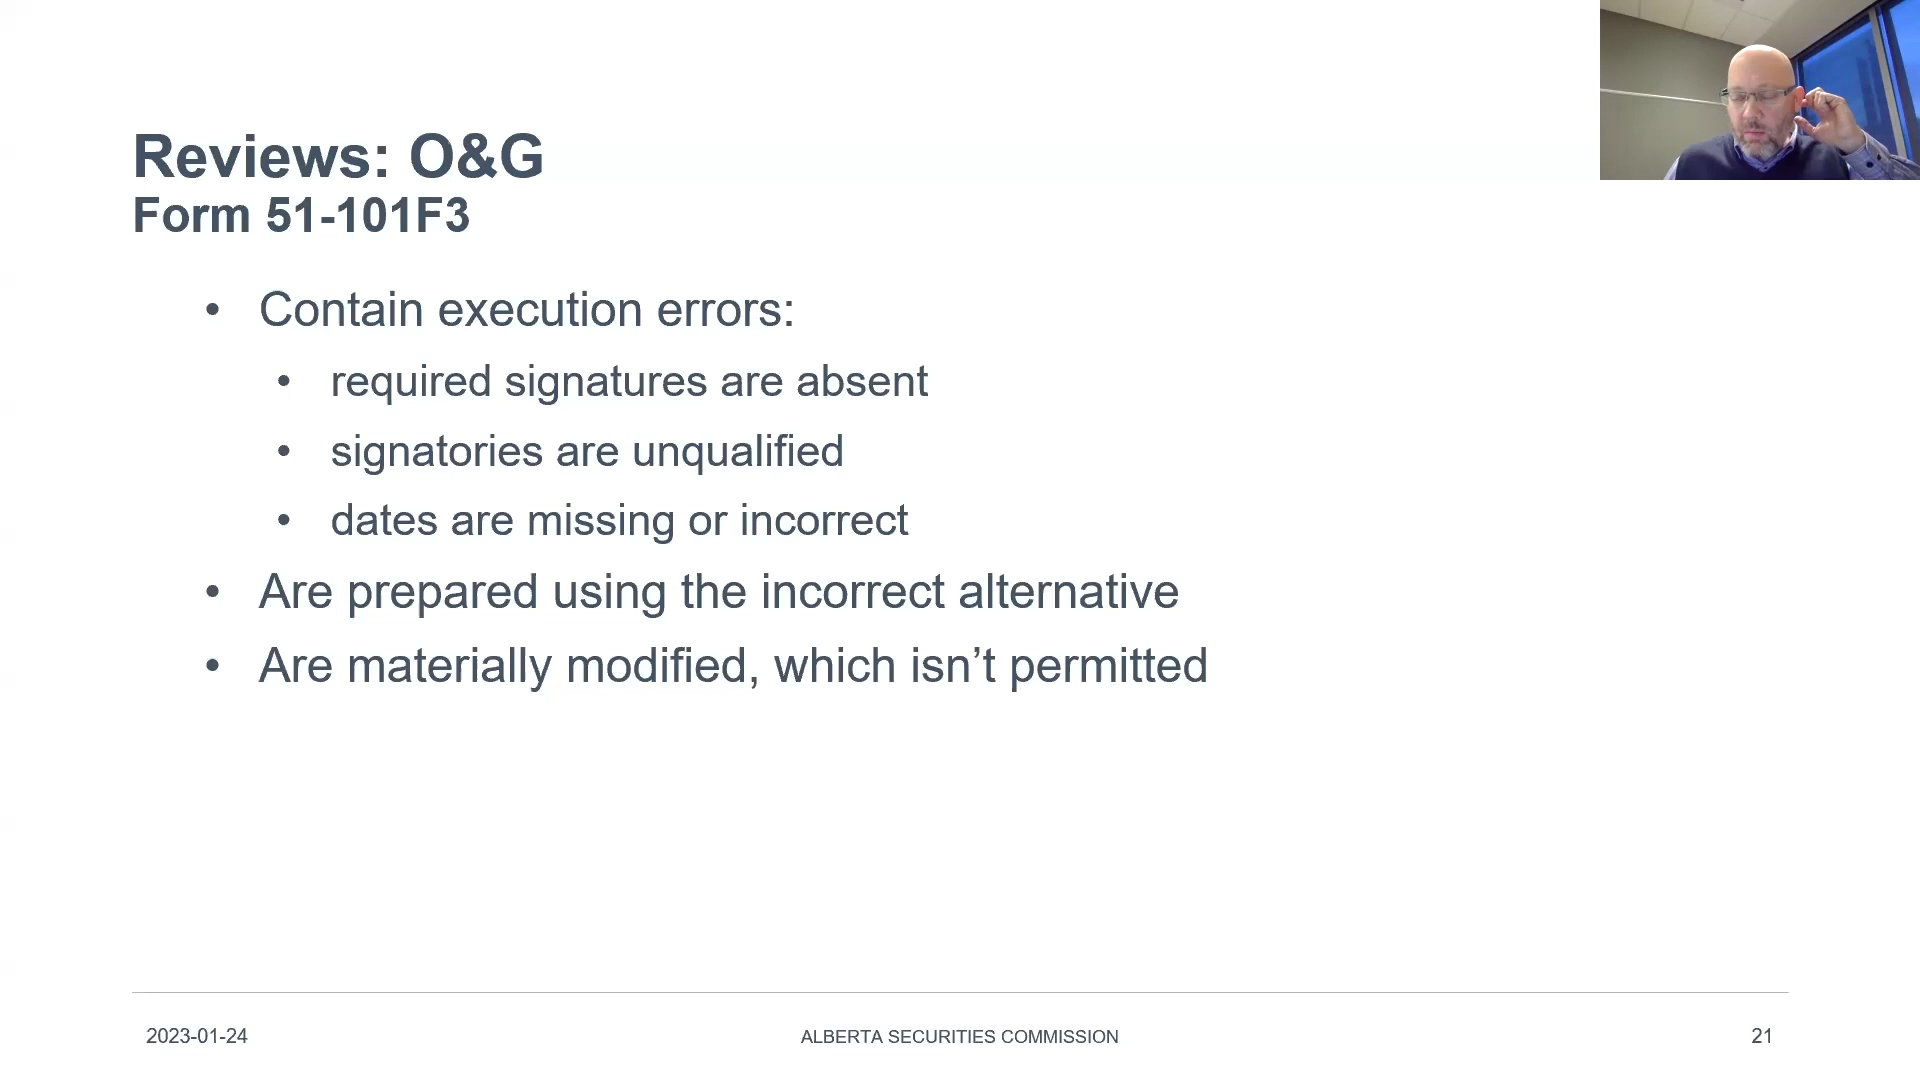 Reviews: O&G
Form 51-101F3
• Contain execution errors:
• required signatures are absent
• signatories are unqualified
• dates are missing or incorrect
• Are prepared using the incorrect alternative
• Are materially modified, which isn’t permitted
2023-01-24
ALBERTA SECURITIES COMMISSION
21